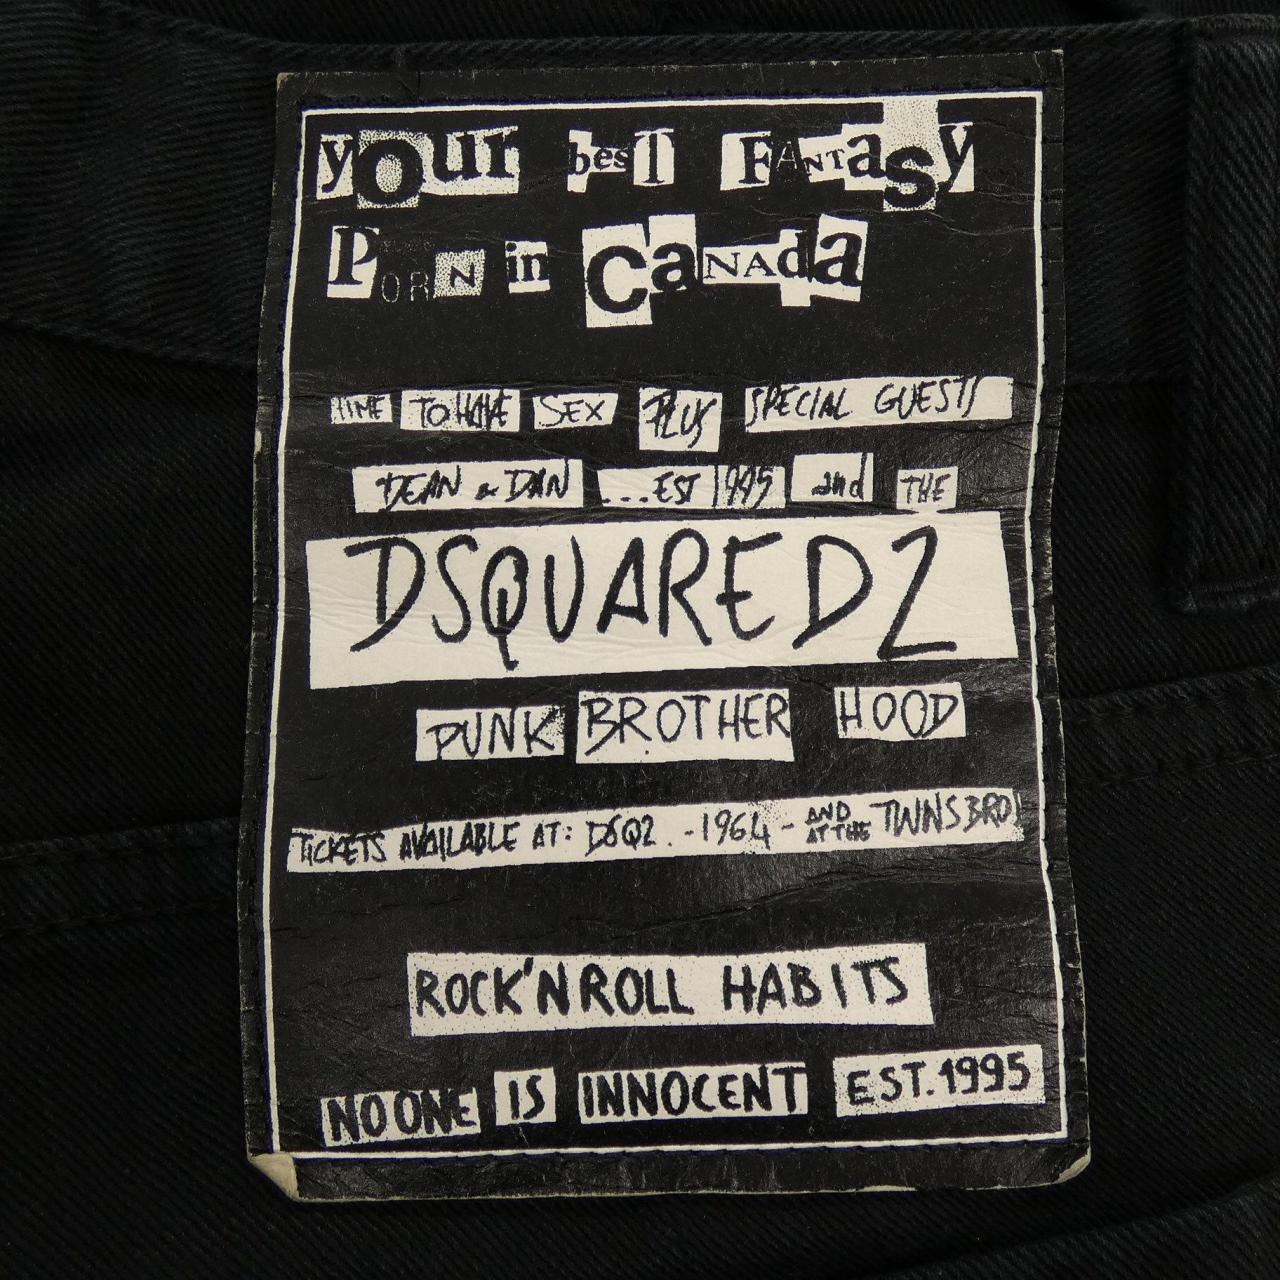 your best Fantasy
PORN in CaNAda
TIME TO HAVE SEX PLUS SPECIAL GUESTS
DEAN & DAN ...EST 1995 and THE
DSQUARED2
PUNK BROTHER HOOD
TICKETS AVAILABLE AT: DSQ2. -1964- AND AT THE TWINS BRO!
ROCK'N ROLL HABITS
NO ONE IS INNOCENT EST.1995